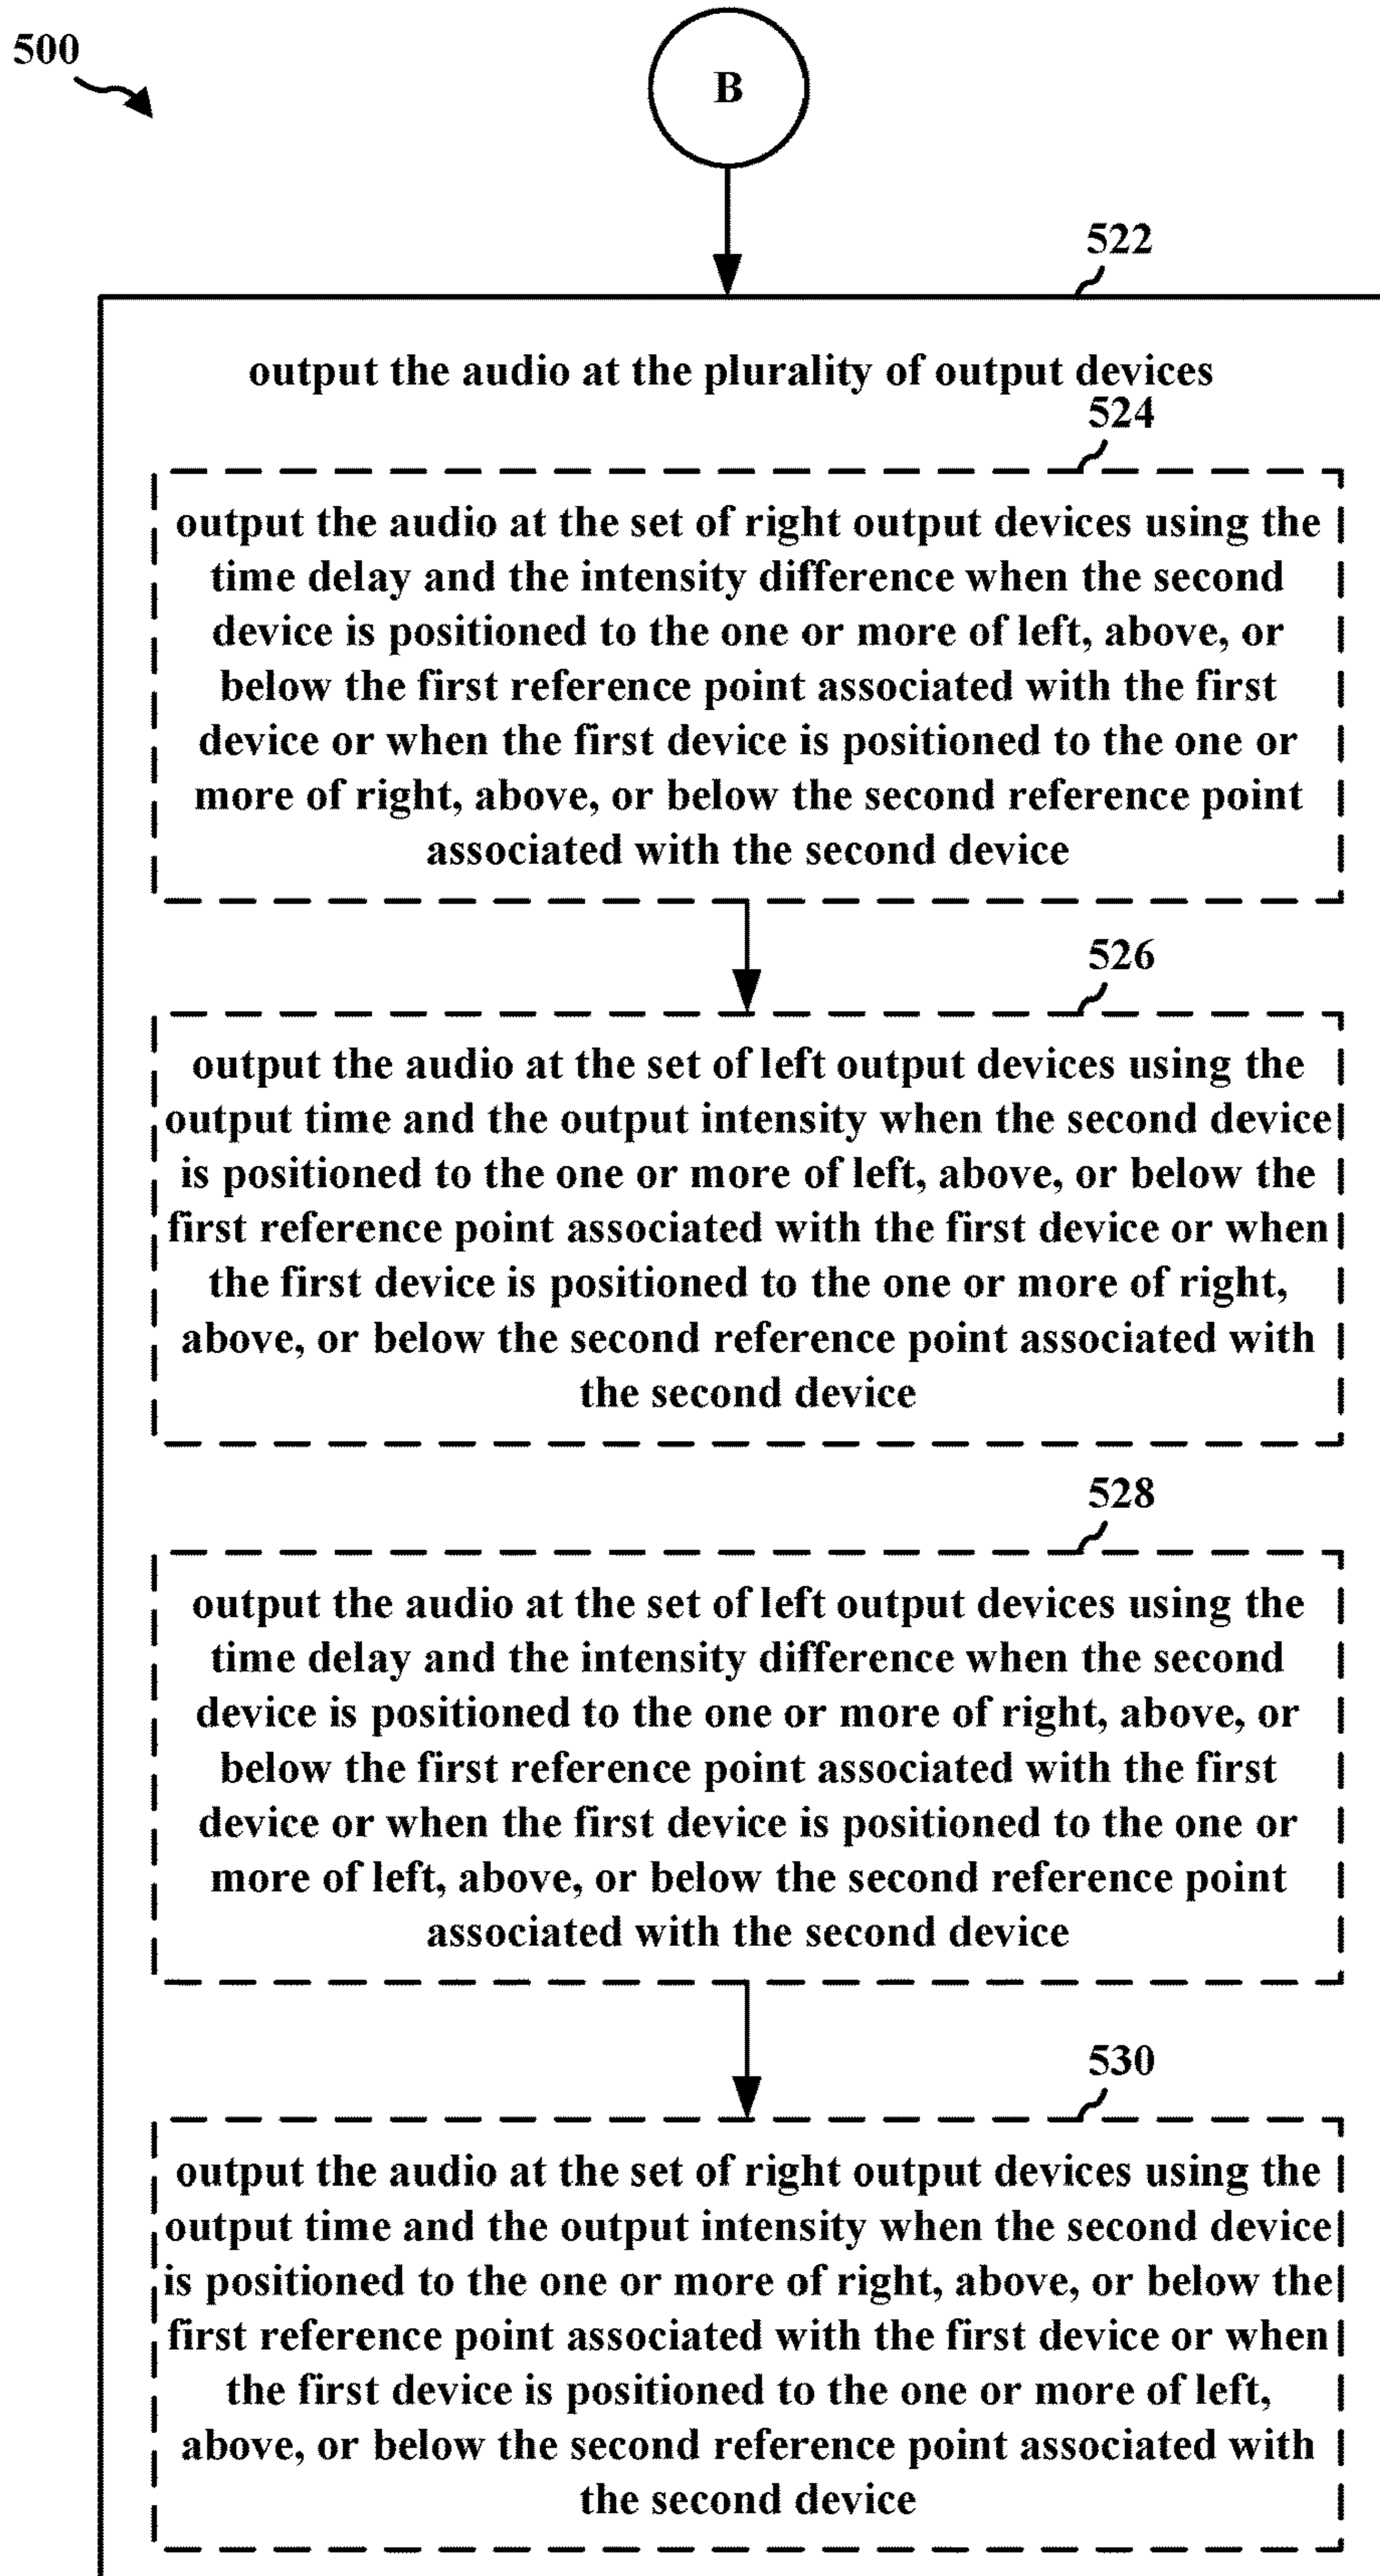 500
B
522
output the audio at the plurality of output devices
524
output the audio at the set of right output devices using the
time delay and the intensity difference when the second
device is positioned to the one or more of left, above, or
below the first reference point associated with the first
device or when the first device is positioned to the one or
more of right, above, or below the second reference point
associated with the second device
526
output the audio at the set of left output devices using the
output time and the output intensity when the second device
is positioned to the one or more of left, above, or below the
first reference point associated with the first device or when
the first device is positioned to the one or more of right,
above, or below the second reference point associated with
the second device
528
output the audio at the set of left output devices using the
time delay and the intensity difference when the second
device is positioned to the one or more of right, above, or
below the first reference point associated with the first
device or when the first device is positioned to the one or
more of left, above, or below the second reference point
associated with the second device
530
output the audio at the set of right output devices using the
output time and the output intensity when the second device
is positioned to the one or more of right, above, or below the
first reference point associated with the first device or when
the first device is positioned to the one or more of left,
above, or below the second reference point associated with
the second device